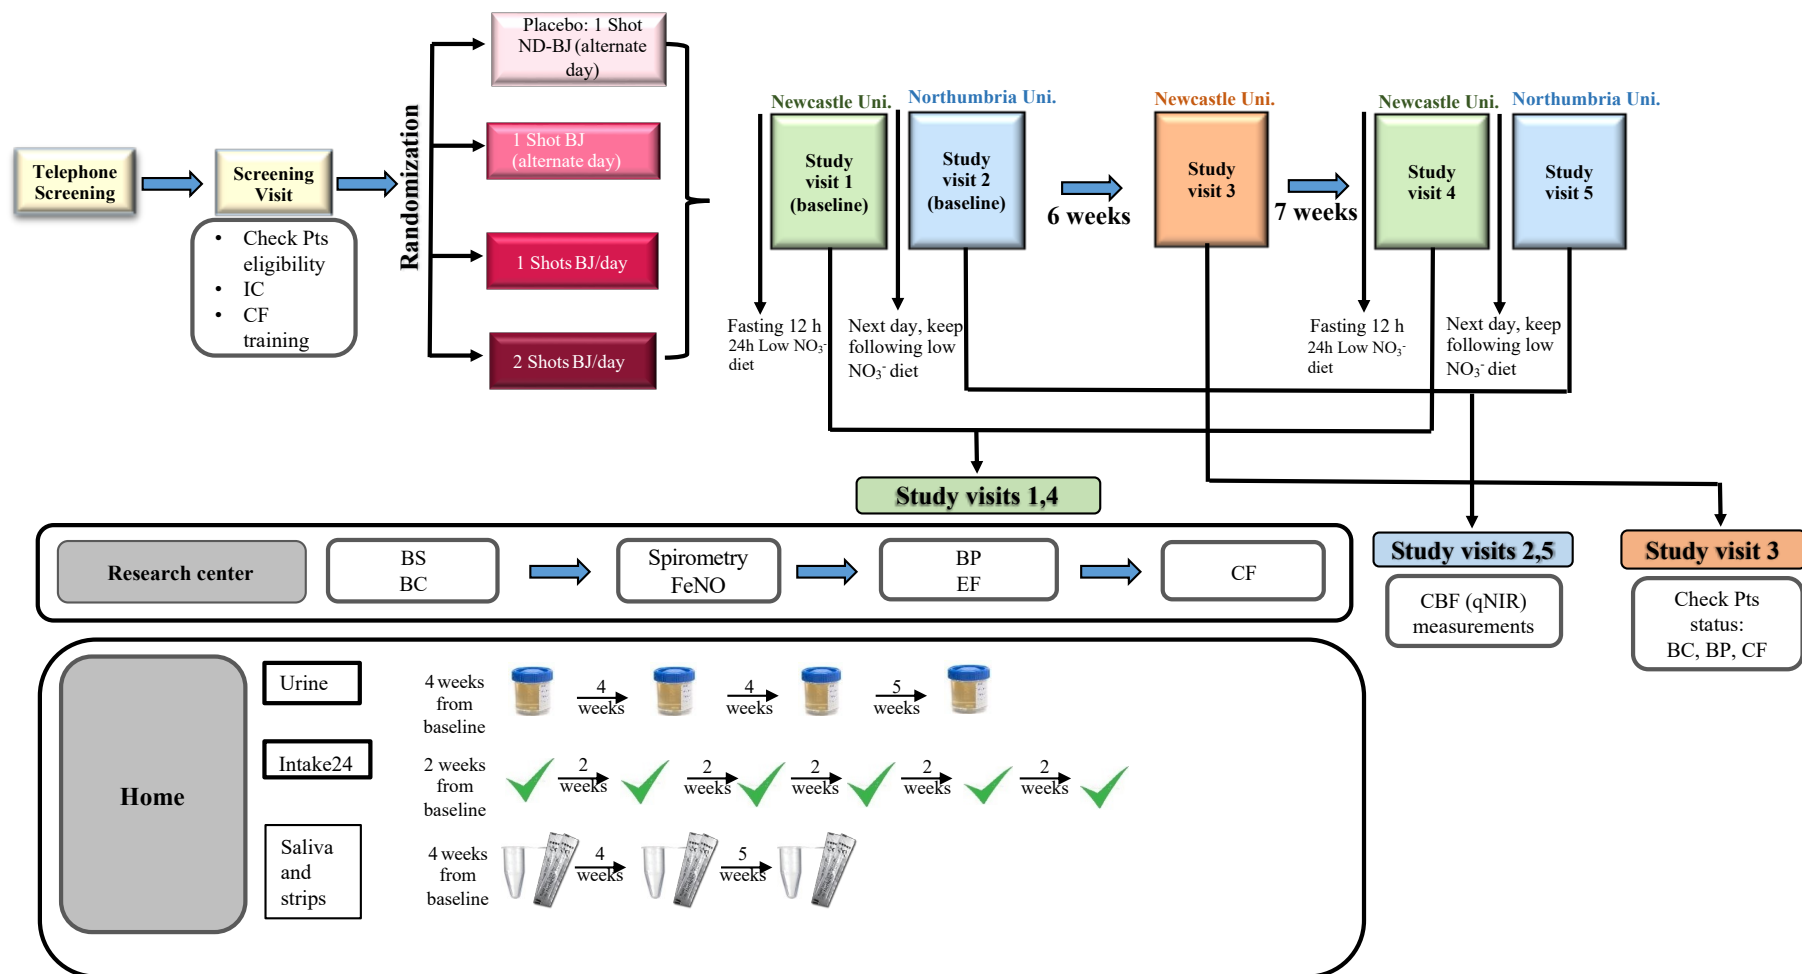 Telephone
Screening
Screening
Visit
• Check Pts
eligibility
• IC
• CF
training
Randomization
Placebo: 1 Shot
ND-BJ (alternate
day)
1 Shot BJ
(alternate day)
1 Shots BJ/day
2 Shots BJ/day
Newcastle Uni.
Northumbria Uni.
Newcastle Uni.
Newcastle Uni.
Northumbria Uni.
Study
visit 1
(baseline)
Study
visit 2
(baseline)
6 weeks
Study
visit 3
7 weeks
Study
visit 4
Study
visit 5
Fasting 12 h
24h Low NO₃⁻
diet
Next day, keep
following low
NO₃⁻ diet
Fasting 12 h
24h Low NO₃⁻
diet
Next day, keep
following low
NO₃⁻ diet
Study visits 1,4
Research center
BS
BC
Spirometry
FeNO
BP
EF
CF
Study visits 2,5
CBF (qNIR)
measurements
Study visit 3
Check Pts
status:
BC, BP, CF
Home
Urine
4 weeks
from
baseline
4
weeks
4
weeks
5
weeks
Intake24
2 weeks
from
baseline
2
weeks
2
weeks
2
weeks
2
weeks
2
weeks
Saliva
and
strips
4 weeks
from
baseline
4
weeks
5
weeks